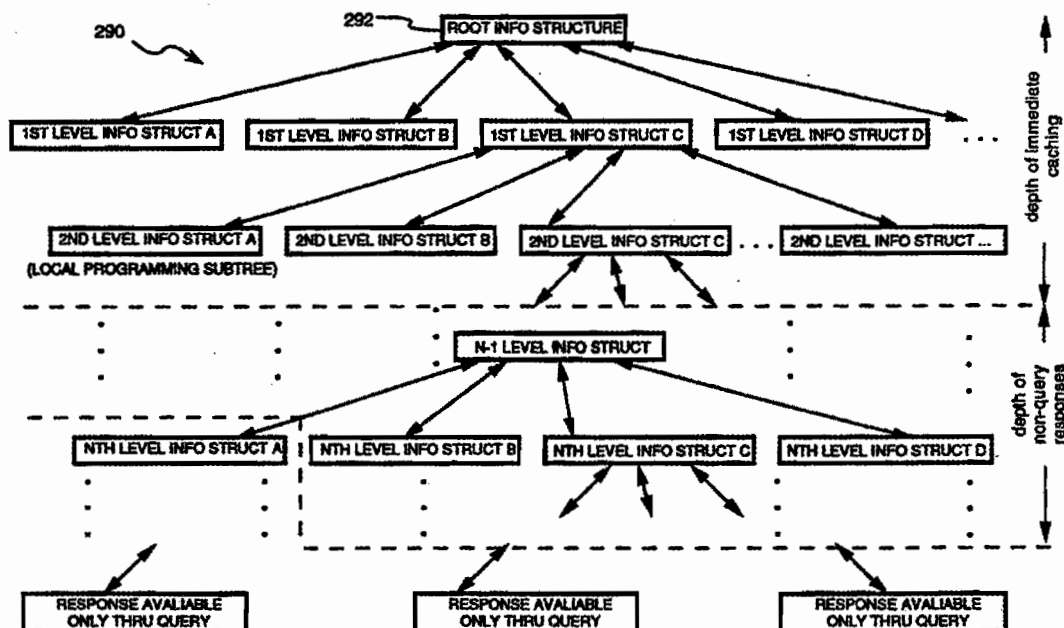 292
ROOT INFO STRUCTURE
290
1ST LEVEL INFO STRUCT A
1ST LEVEL INFO STRUCT B
1ST LEVEL INFO STRUCT C
1ST LEVEL INFO STRUCT D
...
depth of immediate
caching
2ND LEVEL INFO STRUCT A
2ND LEVEL INFO STRUCT B
2ND LEVEL INFO STRUCT C
...
2ND LEVEL INFO STRUCT ...
(LOCAL PROGRAMMING SUBTREE)
N-1 LEVEL INFO STRUCT
depth of
non-query
responses
NTH LEVEL INFO STRUCT A
NTH LEVEL INFO STRUCT B
NTH LEVEL INFO STRUCT C
NTH LEVEL INFO STRUCT D
RESPONSE AVALIABLE
ONLY THRU QUERY
RESPONSE AVALIABLE
ONLY THRU QUERY
RESPONSE AVALIABLE
ONLY THRU QUERY